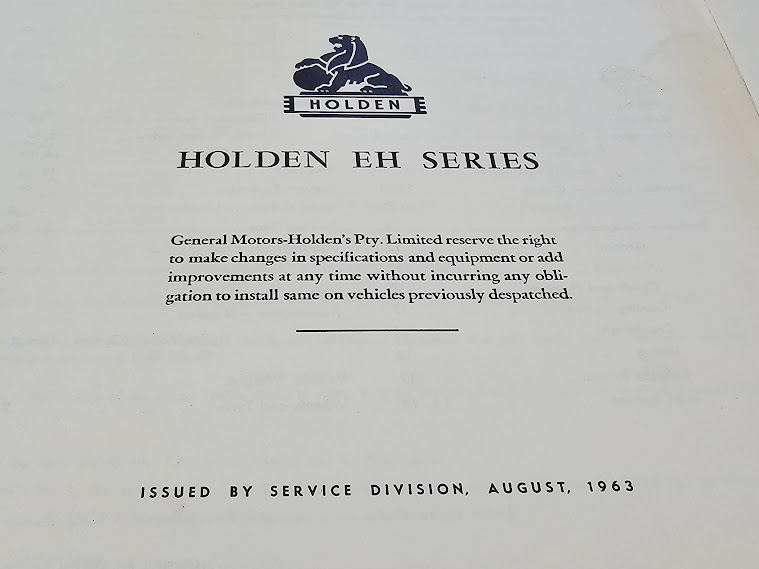 HOLDEN
HOLDEN EH SERIES
General Motors-Holden's Pty. Limited reserve the right
to make changes in specifications and equipment or add
improvements at any time without incurring any obli-
gation to install same on vehicles previously despatched.
ISSUED BY SERVICE DIVISION, AUGUST, 1963